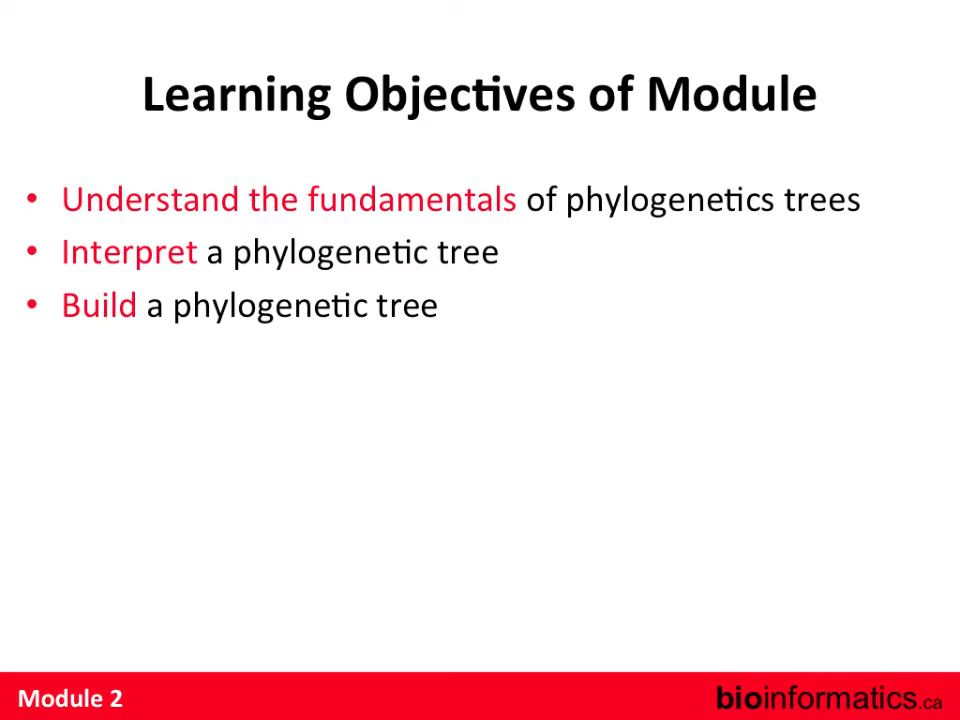 Learning Objectives of Module
• Understand the fundamentals of phylogenetics trees
• Interpret a phylogenetic tree
• Build a phylogenetic tree
Module 2
bioinformatics.ca